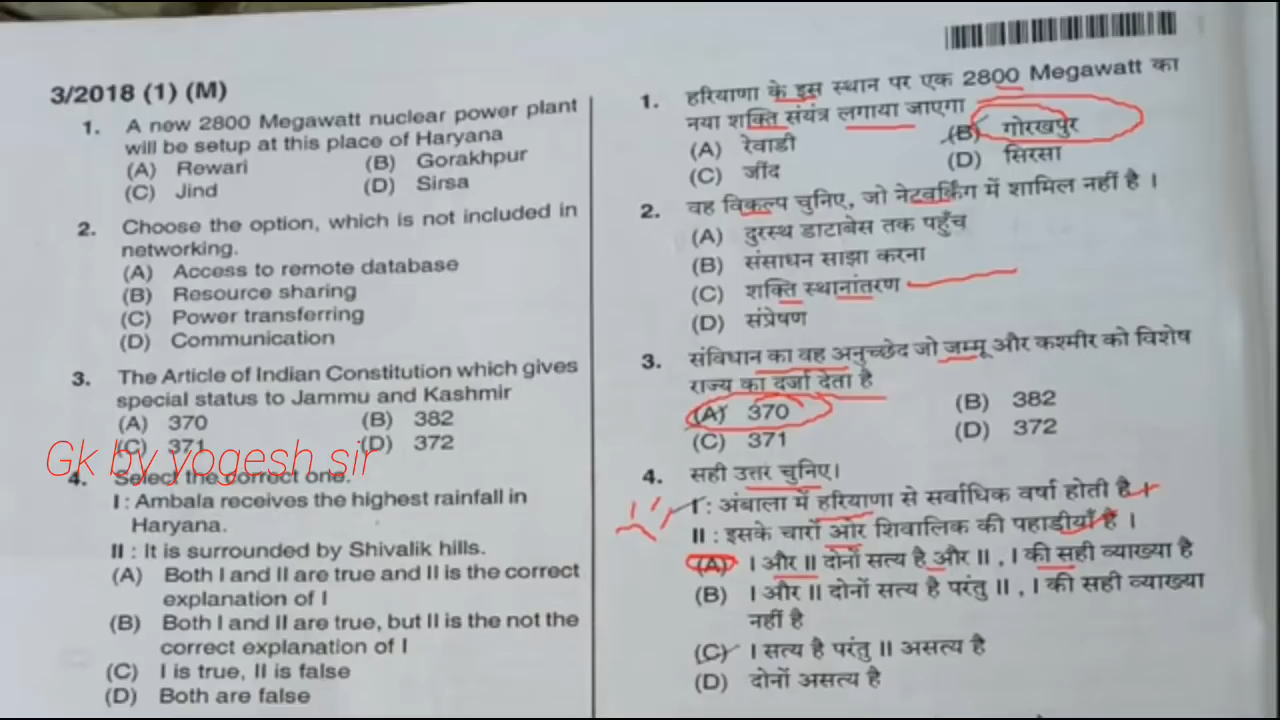 3/2018 (1) (M)
1. A new 2800 Megawatt nuclear power plant
will be setup at this place of Haryana
(A) Rewari (B) Gorakhpur
(C) Jind (D) Sirsa
2. Choose the option, which is not included in
networking.
(A) Access to remote database
(B) Resource sharing
(C) Power transferring
(D) Communication
3. The Article of Indian Constitution which gives
special status to Jammu and Kashmir
(A) 370 (B) 382
(C) 371 (D) 372
Gk by yogesh sir
4. Select the correct one.
I : Ambala receives the highest rainfall in
Haryana.
II : It is surrounded by Shivalik hills.
(A) Both I and II are true and II is the correct
explanation of I
(B) Both I and II are true, but II is the not the
correct explanation of I
(C) I is true, II is false
(D) Both are false
1. हरियाणा के इस स्थान पर एक 2800 Megawatt का
नया शक्ति संयंत्र लगाया जाएगा
(A) रेवाडी (B) गोरखपुर
(C) जींद (D) सिरसा
2. वह विकल्प चुनिए, जो नेटवर्किंग में शामिल नहीं है ।
(A) दुरस्थ डाटाबेस तक पहुँच
(B) संसाधन साझा करना
(C) शक्ति स्थानांतरण
(D) संप्रेषण
3. संविधान का वह अनुच्छेद जो जम्मू और कश्मीर को विशेष
राज्य का दर्जा देता है
(A) 370 (B) 382
(C) 371 (D) 372
4. सही उत्तर चुनिए।
I : अंबाला में हरियाणा से सर्वाधिक वर्षा होती है ।
II : इसके चारों ओर शिवालिक की पहाडीयाँ है ।
(A) I और II दोनों सत्य है और II , I की सही व्याख्या है
(B) I और II दोनों सत्य है परंतु II , I की सही व्याख्या
नहीं है
(C) I सत्य है परंतु II असत्य है
(D) दोनों असत्य है